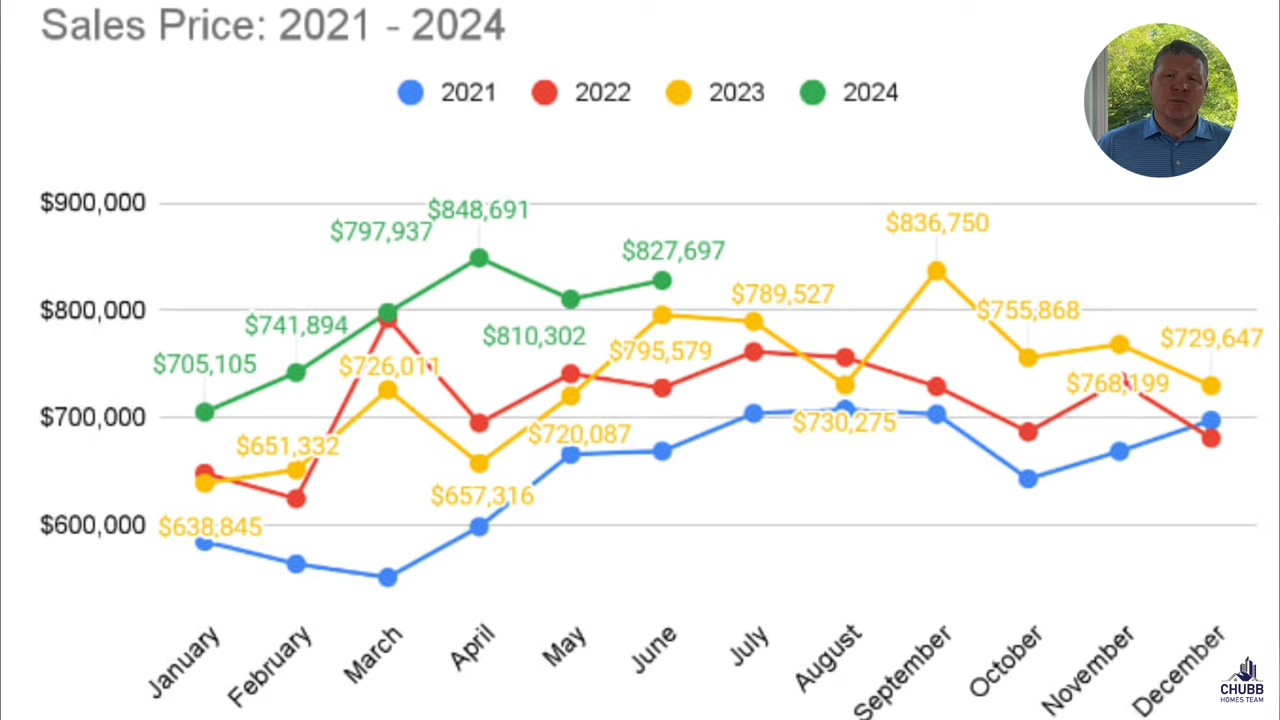 Sales Price: 2021 - 2024
2021 2022 2023 2024
$900,000
$800,000
$700,000
$600,000
$705,105
$741,894
$797,937
$848,691
$810,302
$827,697
$638,845
$651,332
$726,011
$657,316
$720,087
$795,579
$789,527
$730,275
$836,750
$755,868
$768,199
$729,647
January
February
March
April
May
June
July
August
September
October
November
December
CHUBB
HOMES TEAM